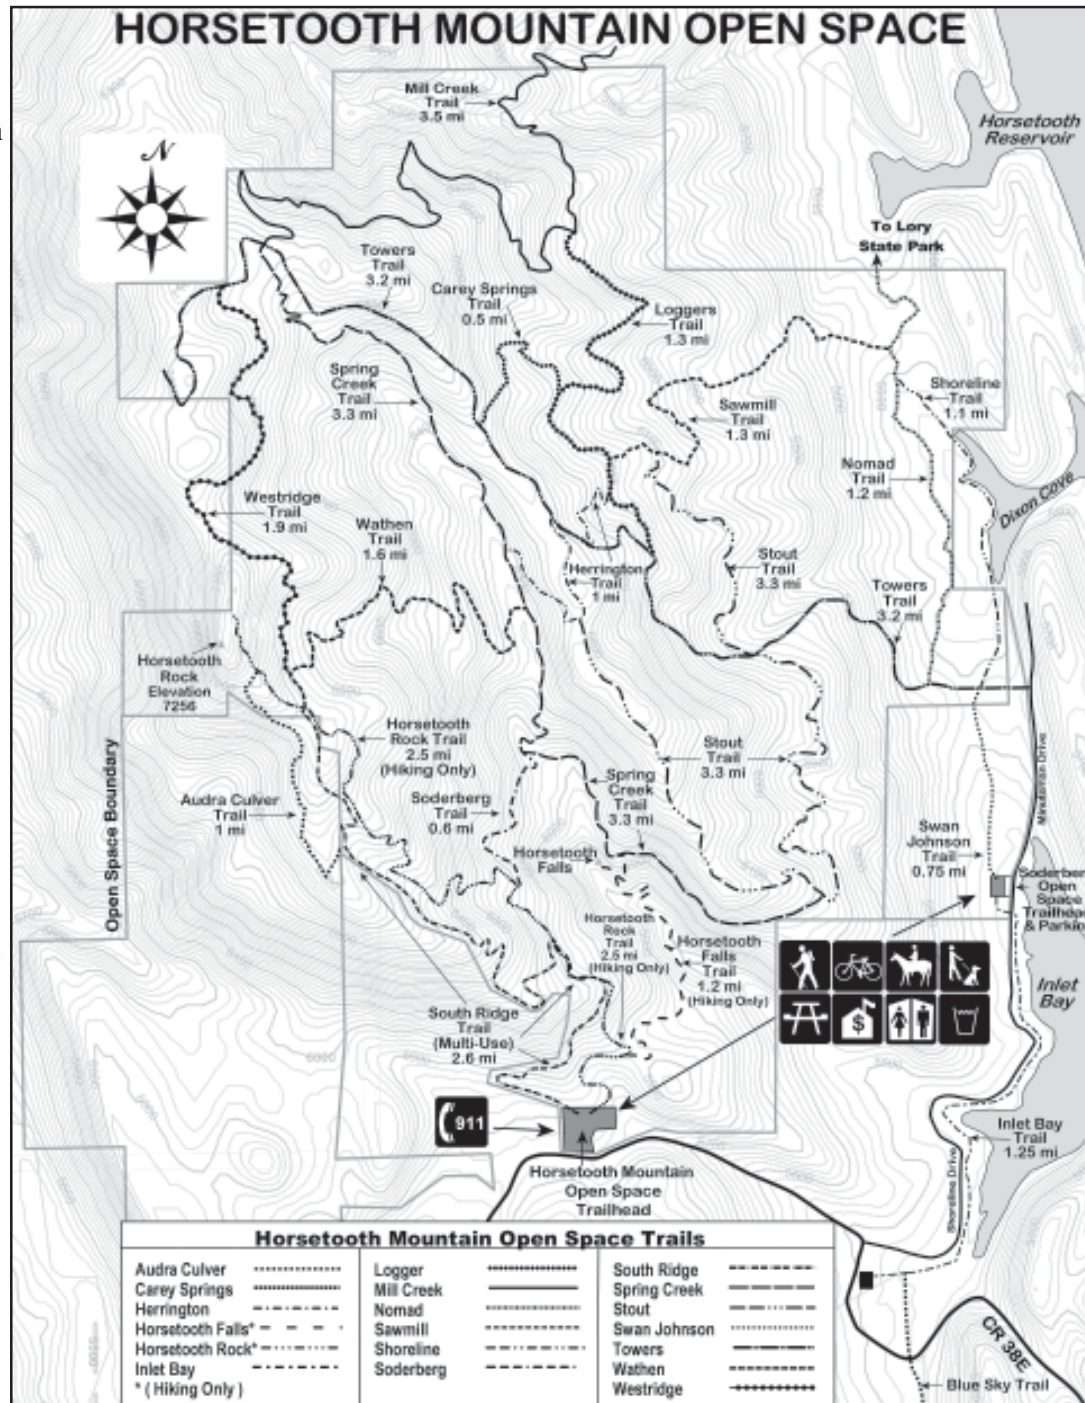 HORSETOOTH MOUNTAIN OPEN SPACE
Mill Creek
Trail
3.5 mi
Horsetooth
Reservoir
N
To Lory
State Park
Towers
Trail
3.2 mi
Carey Springs
Trail
0.5 mi
Loggers
Trail
1.3 mi
Spring
Creek
Trail
3.3 mi
Shoreline
Trail
1.1 mi
Sawmill
Trail
1.3 mi
Nomad
Trail
1.2 mi
Dixon Cove
Westridge
Trail
1.9 mi
Wathen
Trail
1.6 mi
Herrington
Trail
1 mi
Stout
Trail
3.3 mi
Towers
Trail
3.2 mi
Horsetooth
Rock
Elevation
7256
Horsetooth
Rock Trail
2.5 mi
(Hiking Only)
Stout
Trail
3.3 mi
Open Space Boundary
Audra Culver
Trail
1 mi
Soderberg
Trail
0.6 mi
Spring
Creek
Trail
3.3 mi
Drive
Horsetooth
Falls
Swan
Johnson
Trail
0.75 mi
Soderberg
Open
Space
Trailhead
& Parking
Horsetooth
Rock
Trail
2.5 mi
(Hiking Only)
Horsetooth
Falls
Trail
1.2 mi
(Hiking Only)
Inlet
Bay
$
South Ridge
Trail
(Multi-Use)
2.6 mi
911
Inlet Bay
Trail
1.25 mi
Shoreline Drive
Horsetooth Mountain
Open Space
Trailhead
CR 38E
Blue Sky Trail
Horsetooth Mountain Open Space Trails
Audra Culver
Carey Springs
Herrington
Horsetooth Falls*
Horsetooth Rock*
Inlet Bay
* ( Hiking Only )
Logger
Mill Creek
Nomad
Sawmill
Shoreline
Soderberg
South Ridge
Spring Creek
Stout
Swan Johnson
Towers
Wathen
Westridge